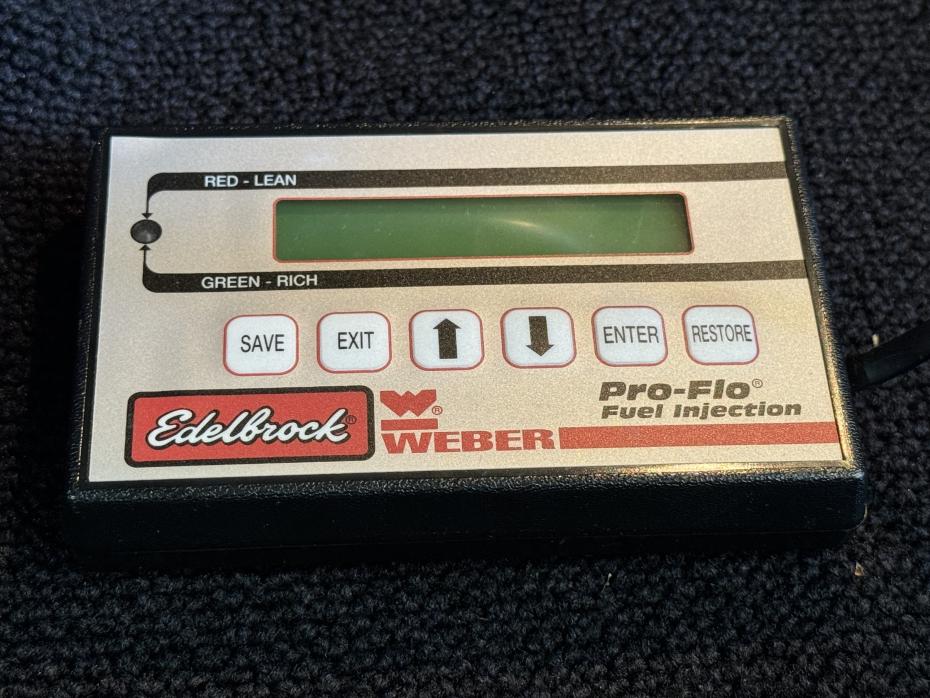 RED - LEAN
GREEN - RICH
SAVE EXIT ENTER RESTORE
Edelbrock®
W®
WEBER
Pro-Flo®
Fuel Injection